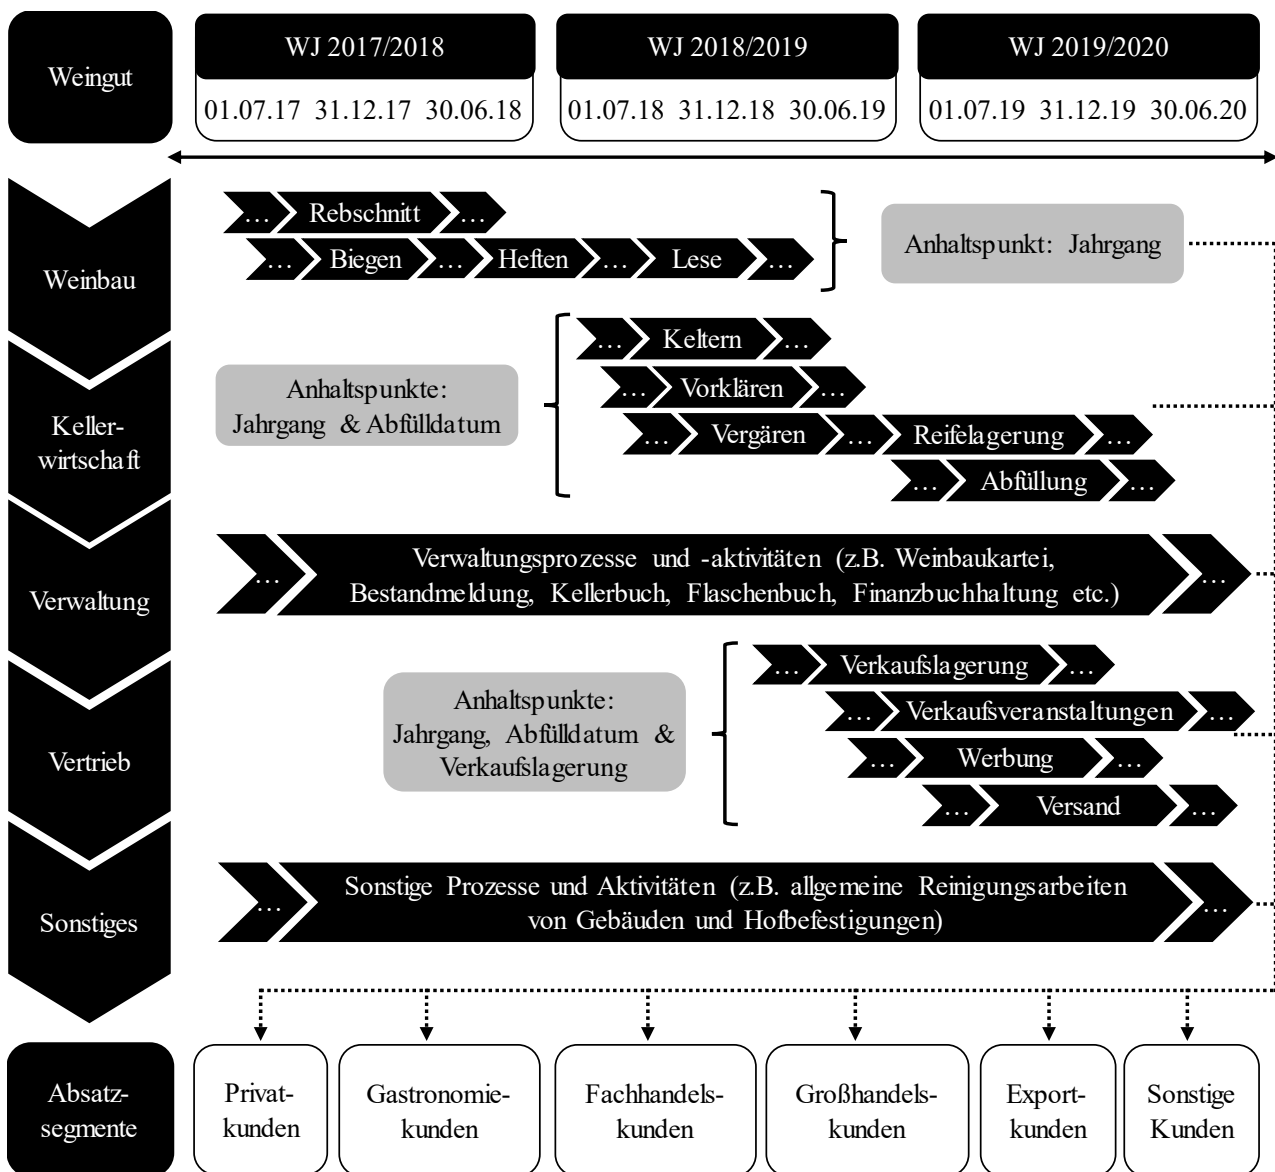 Weingut
WJ 2017/2018
WJ 2018/2019
WJ 2019/2020
01.07.17 31.12.17 30.06.18
01.07.18 31.12.18 30.06.19
01.07.19 31.12.19 30.06.20
Weinbau
… Rebschnitt …
… Biegen … Heften … Lese …
Anhaltspunkt: Jahrgang
Keller-
wirtschaft
Anhaltspunkte:
Jahrgang & Abfülldatum
… Keltern …
… Vorklären …
… Vergären … Reifelagerung …
… Abfüllung …
Verwaltung
…
Verwaltungsprozesse und -aktivitäten (z.B. Weinbaukartei,
Bestandmeldung, Kellerbuch, Flaschenbuch, Finanzbuchhaltung etc.)
…
Vertrieb
Anhaltspunkte:
Jahrgang, Abfülldatum &
Verkaufslagerung
… Verkaufslagerung …
… Verkaufsveranstaltungen …
… Werbung …
… Versand …
Sonstiges
…
Sonstige Prozesse und Aktivitäten (z.B. allgemeine Reinigungsarbeiten
von Gebäuden und Hofbefestigungen)
…
Absatz-
segmente
Privat-
kunden
Gastronomie-
kunden
Fachhandels-
kunden
Großhandels-
kunden
Export-
kunden
Sonstige
Kunden